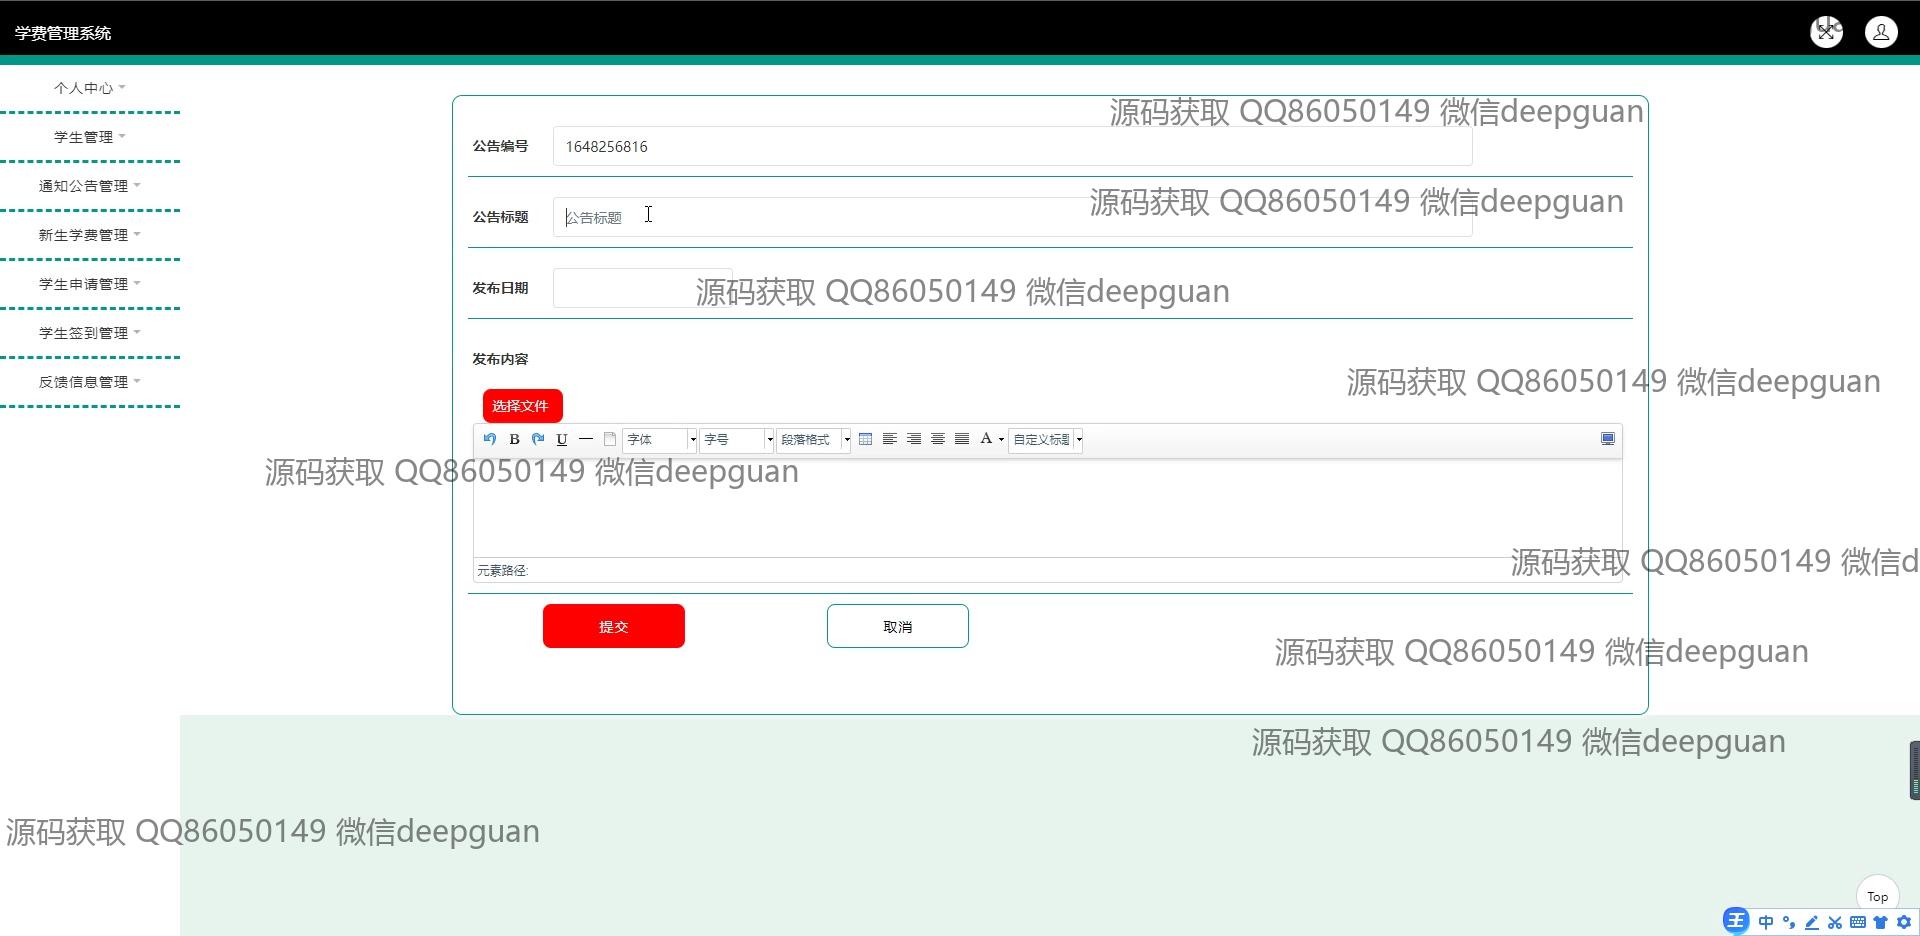 学费管理系统
个人中心
学生管理
通知公告管理
新生学费管理
学生申请管理
学生签到管理
反馈信息管理
源码获取 QQ86050149 微信deepguan
公告编号 1648256816
源码获取 QQ86050149 微信deepguan
公告标题 公告标题
发布日期
源码获取 QQ86050149 微信deepguan
发布内容
源码获取 QQ86050149 微信deepguan
选择文件
B U 字体 字号 段落格式 A 自定义标题
源码获取 QQ86050149 微信deepguan
源码获取 QQ86050149 微信d
元素路径:
提交 取消
源码获取 QQ86050149 微信deepguan
源码获取 QQ86050149 微信deepguan
源码获取 QQ86050149 微信deepguan
Top
王 中